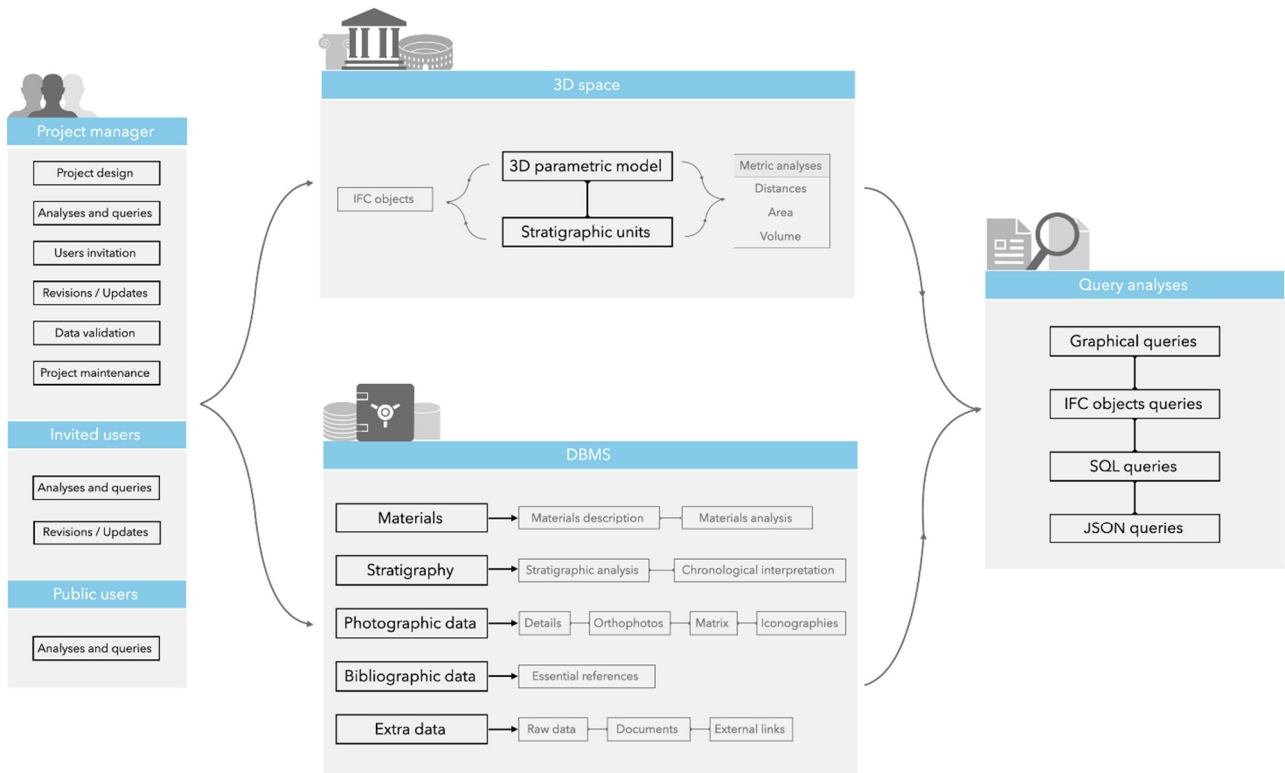 Project manager
Project design
Analyses and queries
Users invitation
Revisions / Updates
Data validation
Project maintenance
Invited users
Analyses and queries
Revisions / Updates
Public users
Analyses and queries
3D space
IFC objects
3D parametric model
Stratigraphic units
Metric analyses
Distances
Area
Volume
DBMS
Materials
Materials description
Materials analysis
Stratigraphy
Stratigraphic analysis
Chronological interpretation
Photographic data
Details
Orthophotos
Matrix
Iconographies
Bibliographic data
Essential references
Extra data
Raw data
Documents
External links
Query analyses
Graphical queries
IFC objects queries
SQL queries
JSON queries